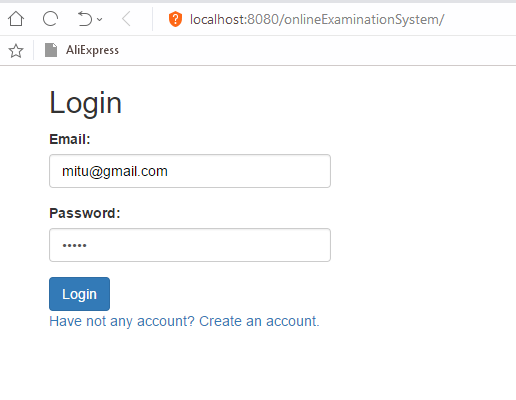 localhost:8080/onlineExaminationSystem/
AliExpress
Login
Email:
mitu@gmail.com
Password:
•••••
Login
Have not any account? Create an account.